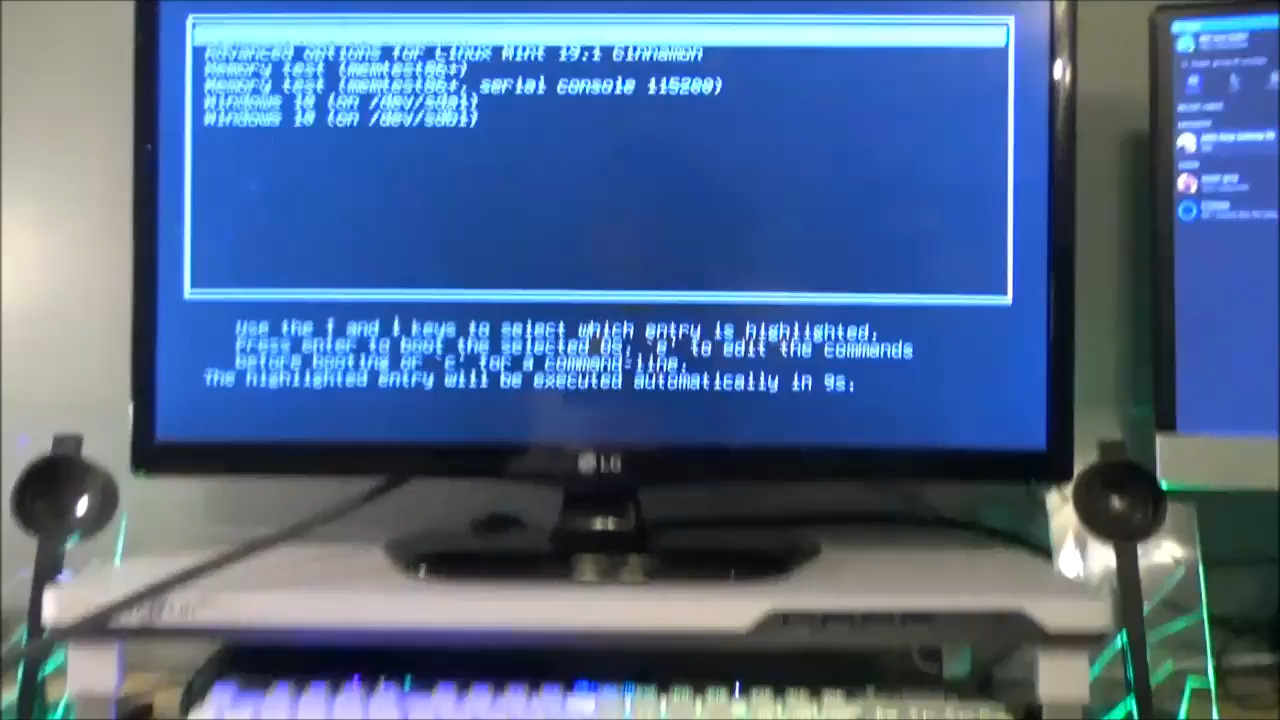 Advanced options for Linux Mint 19.1 Cinnamon
Memory test (memtest86+)
Memory test (memtest86+, serial console 115200)
Windows 10 (on /dev/sda1)
Windows 10 (on /dev/sdb1)
Use the ↑ and ↓ keys to select which entry is highlighted.
Press enter to boot the selected OS, `e' to edit the commands
before booting or `c' for a command-line.
The highlighted entry will be executed automatically in 9s.
LG